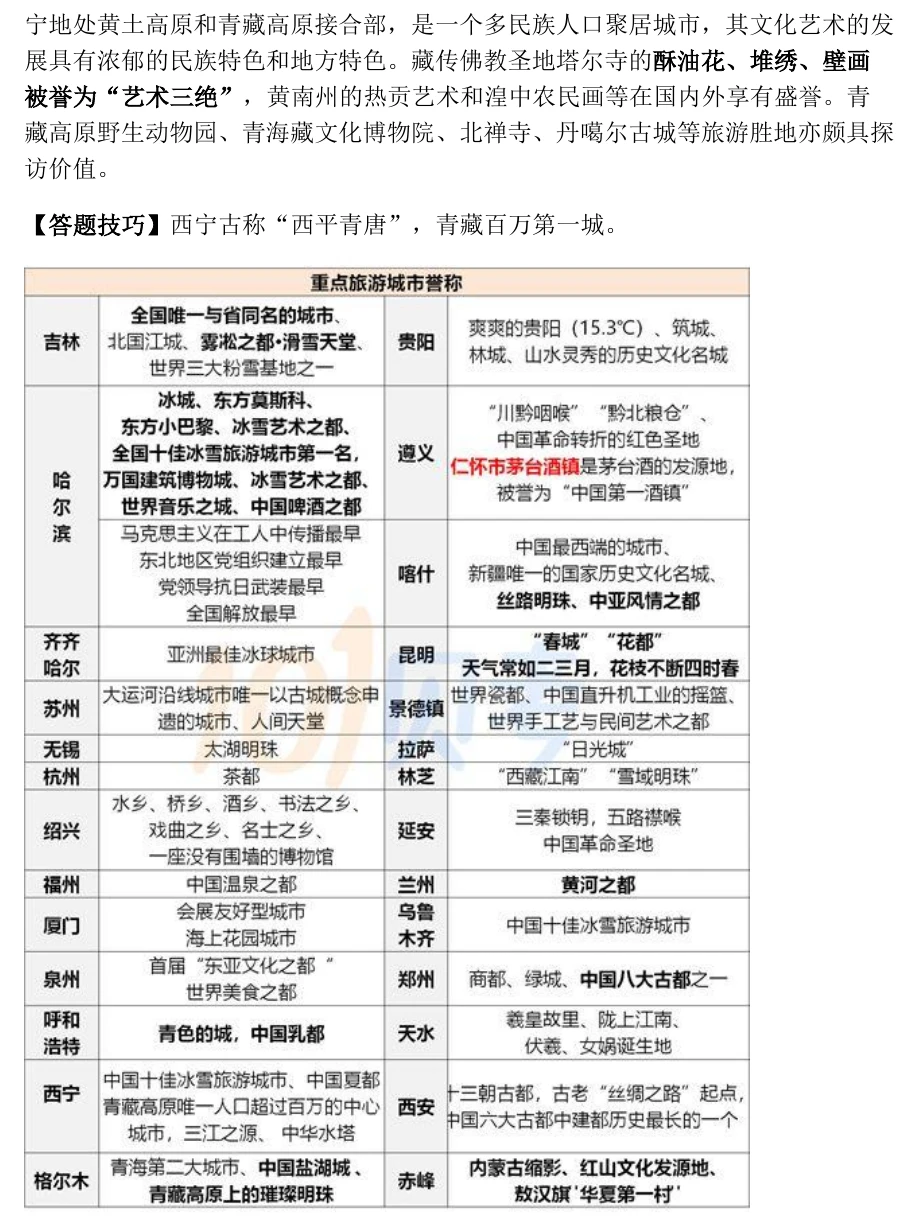 宁地处黄土高原和青藏高原接合部，是一个多民族人口聚居城市，其文化艺术的发
展具有浓郁的民族特色和地方特色。藏传佛教圣地塔尔寺的酥油花、堆绣、壁画
被誉为“艺术三绝”，黄南州的热贡艺术和湟中农民画等在国内外享有盛誉。青
藏高原野生动物园、青海藏文化博物院、北禅寺、丹噶尔古城等旅游胜地亦颇具探
访价值。
【答题技巧】西宁古称“西平青唐”，青藏百万第一城。
重点旅游城市誉称
吉林
全国唯一与省同名的城市、
北国江城、雾凇之都·滑雪天堂、
世界三大粉雪基地之一
贵阳
爽爽的贵阳（15.3℃）、筑城、
林城、山水灵秀的历史文化名城
哈
尔
滨
冰城、东方莫斯科、
东方小巴黎、冰雪艺术之都、
全国十佳冰雪旅游城市第一名，
万国建筑博物城、冰雪艺术之都、
世界音乐之城、中国啤酒之都
遵义
“川黔咽喉”“黔北粮仓”、
中国革命转折的红色圣地
仁怀市茅台酒镇是茅台酒的发源地，
被誉为“中国第一酒镇”
马克思主义在工人中传播最早
东北地区党组织建立最早
党领导抗日武装最早
全国解放最早
喀什
中国最西端的城市、
新疆唯一的国家历史文化名城、
丝路明珠、中亚风情之都
齐齐
哈尔
亚洲最佳冰球城市
昆明
“春城”“花都”
天气常如二三月，花枝不断四时春
苏州
大运河沿线城市唯一以古城概念申
遗的城市、人间天堂
景德镇
世界瓷都、中国直升机工业的摇篮、
世界手工艺与民间艺术之都
无锡
太湖明珠
拉萨
“日光城”
杭州
茶都
林芝
“西藏江南”“雪域明珠”
绍兴
水乡、桥乡、酒乡、书法之乡、
戏曲之乡、名士之乡、
一座没有围墙的博物馆
延安
三秦锁钥，五路襟喉
中国革命圣地
福州
中国温泉之都
兰州
黄河之都
厦门
会展友好型城市
海上花园城市
乌鲁
木齐
中国十佳冰雪旅游城市
泉州
首届“东亚文化之都“
世界美食之都
郑州
商都、绿城、中国八大古都之一
呼和
浩特
青色的城，中国乳都
天水
羲皇故里、陇上江南、
伏羲、女娲诞生地
西宁
中国十佳冰雪旅游城市、中国夏都
青藏高原唯一人口超过百万的中心
城市，三江之源、 中华水塔
西安
十三朝古都，古老“丝绸之路”起点，
中国六大古都中建都历史最长的一个
格尔木
青海第二大城市、中国盐湖城 、
青藏高原上的璀璨明珠
赤峰
内蒙古缩影、红山文化发源地、
敖汉旗'华夏第一村'